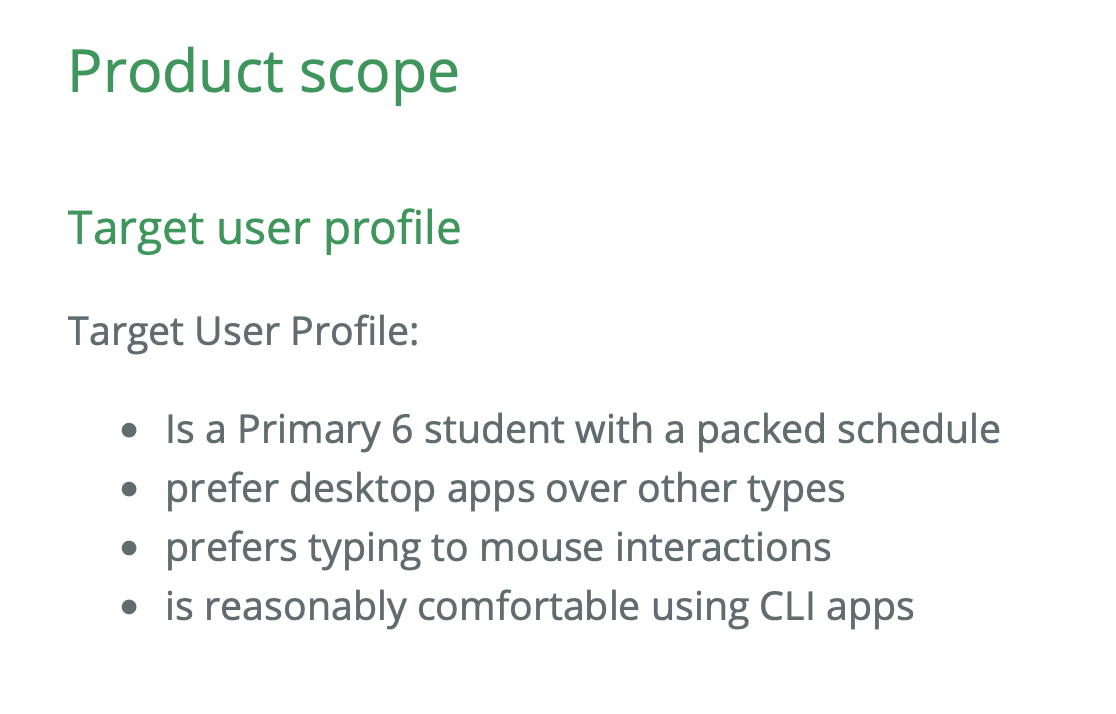 Product scope
Target user profile
Target User Profile:
• Is a Primary 6 student with a packed schedule
• prefer desktop apps over other types
• prefers typing to mouse interactions
• is reasonably comfortable using CLI apps